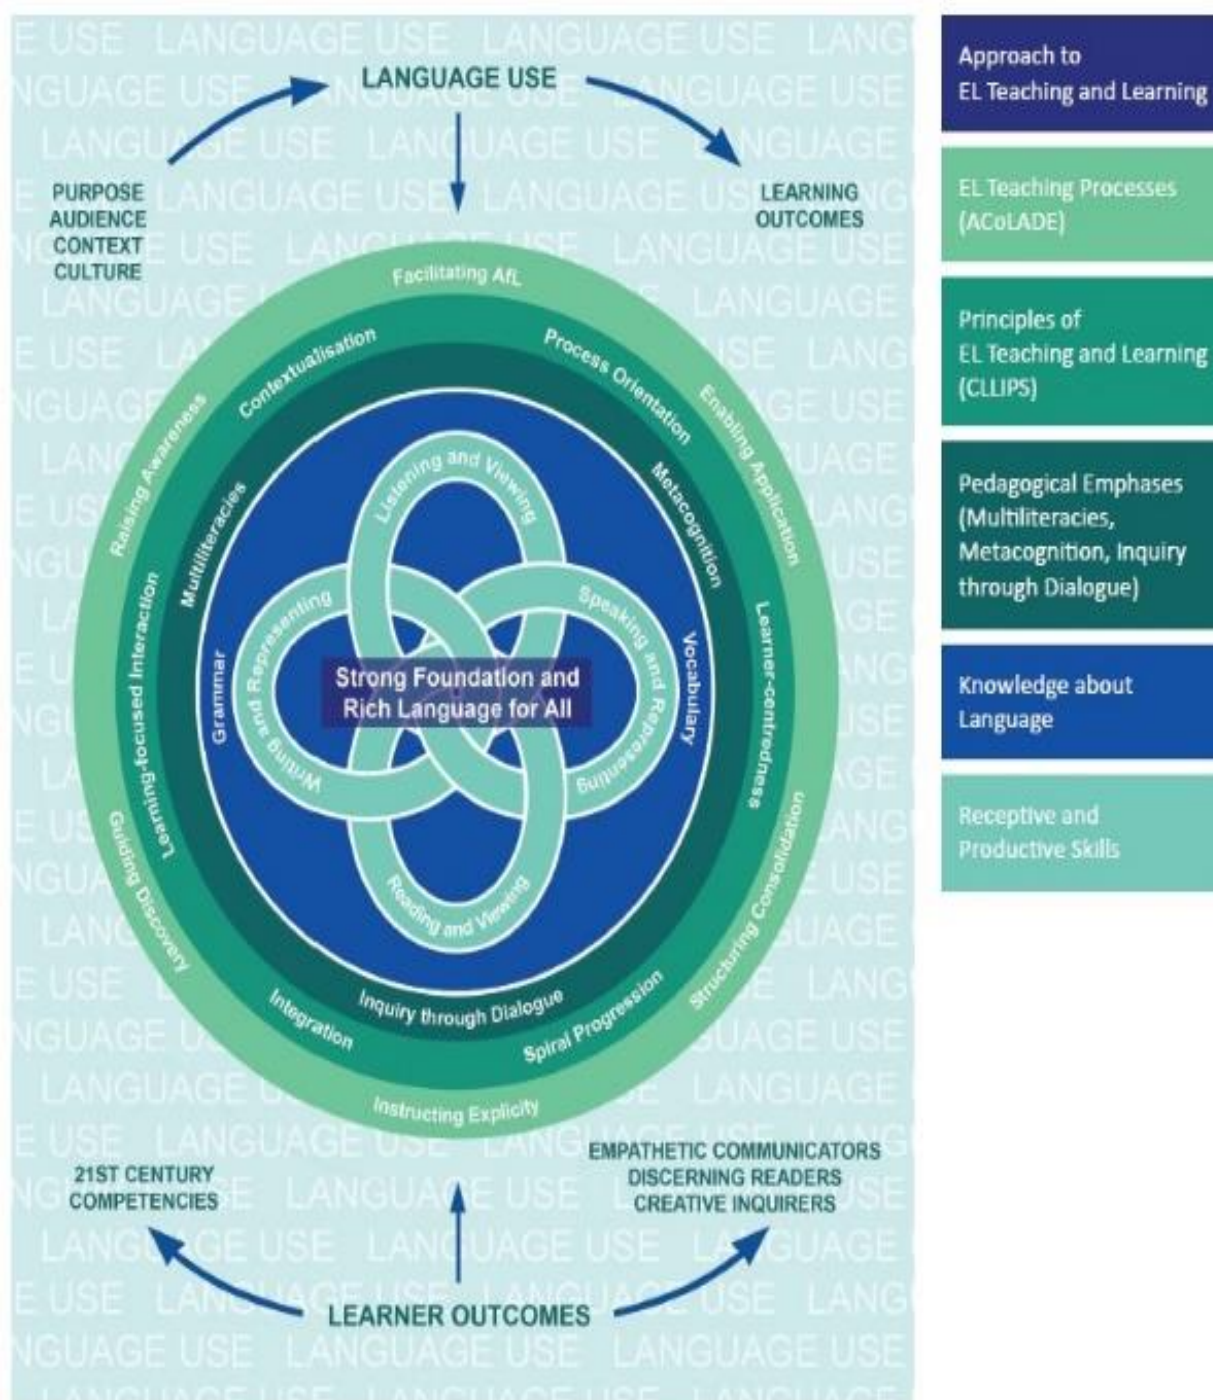 LANGUAGE USE
PURPOSE
AUDIENCE
CONTEXT
CULTURE
LEARNING
OUTCOMES
Facilitating AfL
Raising Awareness
Enabling Application
Guiding Discovery
Structuring Consolidation
Instructing Explicity
Contextualisation
Process Orientation
Learning-focused Interaction
Learner-centredness
Integration
Spiral Progression
Multiliteracies
Metacognition
Inquiry through Dialogue
Grammar
Vocabulary
Listening and Viewing
Writing and Representing
Speaking and Representing
Reading and Viewing
Strong Foundation and
Rich Language for All
21ST CENTURY
COMPETENCIES
EMPATHETIC COMMUNICATORS
DISCERNING READERS
CREATIVE INQUIRERS
LEARNER OUTCOMES
Approach to
EL Teaching and Learning
EL Teaching Processes
(ACoLADE)
Principles of
EL Teaching and Learning
(CLLIPS)
Pedagogical Emphases
(Multiliteracies,
Metacognition, Inquiry
through Dialogue)
Knowledge about
Language
Receptive and
Productive Skills